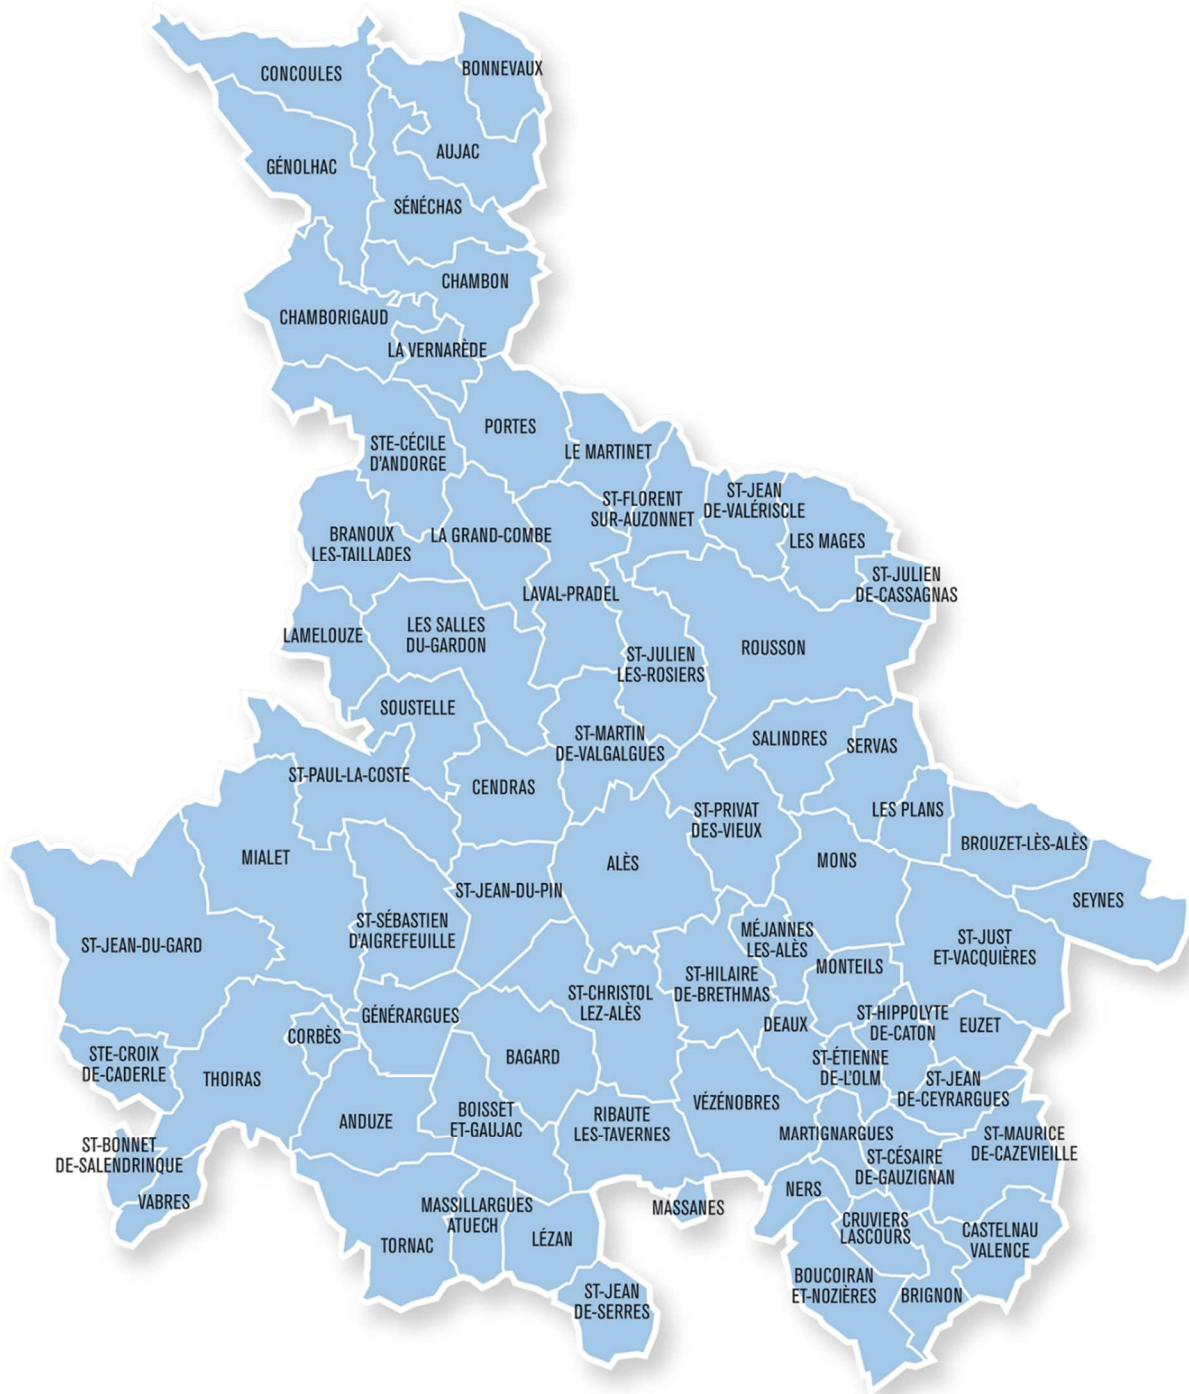 BONNEVAUX
CONCOULES
AUJAC
GÉNOLHAC
SÉNÉCHAS
CHAMBON
CHAMBORIGAUD
LA VERNARÈDE
PORTES
STE-CÉCILE
D'ANDORGE
LE MARTINET
ST-FLORENT
SUR-AUZONNET
ST-JEAN
DE-VALÉRISCLE
BRANOUX
LES-TAILLADES
LA GRAND-COMBE
LES MAGES
ST-JULIEN
DE-CASSAGNAS
LAVAL-PRADEL
LAMELOUZE
LES SALLES
DU-GARDON
ST-JULIEN
LES-ROSIERS
ROUSSON
SOUSTELLE
ST-MARTIN
DE-VALGALGUES
SALINDRES
SERVAS
ST-PAUL-LA-COSTE
CENDRAS
ST-PRIVAT
DES-VIEUX
LES PLANS
BROUZET-LÈS-ALÈS
MIALET
ALÈS
MONS
ST-JEAN-DU-PIN
SEYNES
ST-JEAN-DU-GARD
ST-SÉBASTIEN
D'AIGREFEUILLE
MÉJANNES
LES-ALÈS
ST-JUST
ET-VACQUIÈRES
MONTEILS
ST-HILAIRE
DE-BRETHMAS
ST-CHRISTOL
LEZ-ALÈS
GÉNÉRARGUES
ST-HIPPOLYTE
DE-CATON
DEAUX
EUZET
CORBÈS
STE-CROIX
DE-CADERLE
BAGARD
ST-ÉTIENNE
DE-L'OLM
THOIRAS
ST-JEAN
DE-CEYRARGUES
VÉZÉNOBRES
ANDUZE
BOISSET
ET-GAUJAC
RIBAUTE
LES-TAVERNES
MARTIGNARGUES
ST-MAURICE
DE-CAZEVIEILLE
ST-BONNET
DE-SALENDRINQUE
ST-CÉSAIRE
DE-GAUZIGNAN
VABRES
NERS
MASSILLARGUES
ATUECH
MASSANES
CRUVIERS
LASCOURS
CASTELNAU
VALENCE
TORNAC
LÉZAN
BOUCOIRAN
ET-NOZIÈRES
BRIGNON
ST-JEAN
DE-SERRES